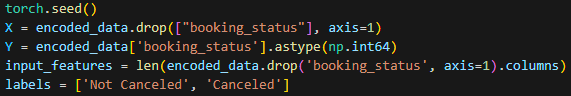 torch.seed()
X = encoded_data.drop(["booking_status"], axis=1)
Y = encoded_data['booking_status'].astype(np.int64)
input_features = len(encoded_data.drop('booking_status', axis=1).columns)
labels = ['Not Canceled', 'Canceled']